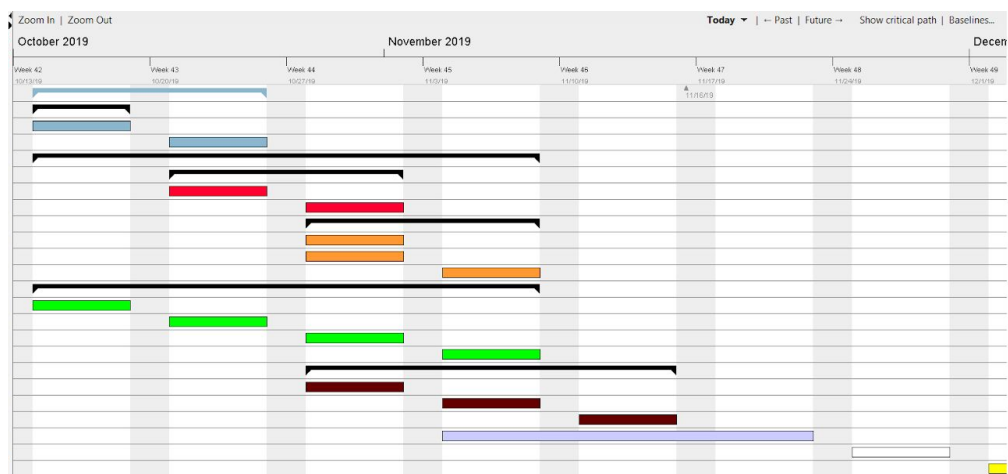 Zoom In | Zoom Out
Today ▼ | ← Past | Future → Show critical path | Baselines...
October 2019 November 2019 Decem
Week 42 Week 43 Week 44 Week 45 Week 46 Week 47 Week 48 Week 49
10/13/19 10/20/19 10/27/19 11/3/19 11/10/19 11/17/19 11/24/19 12/1/19
11/16/19